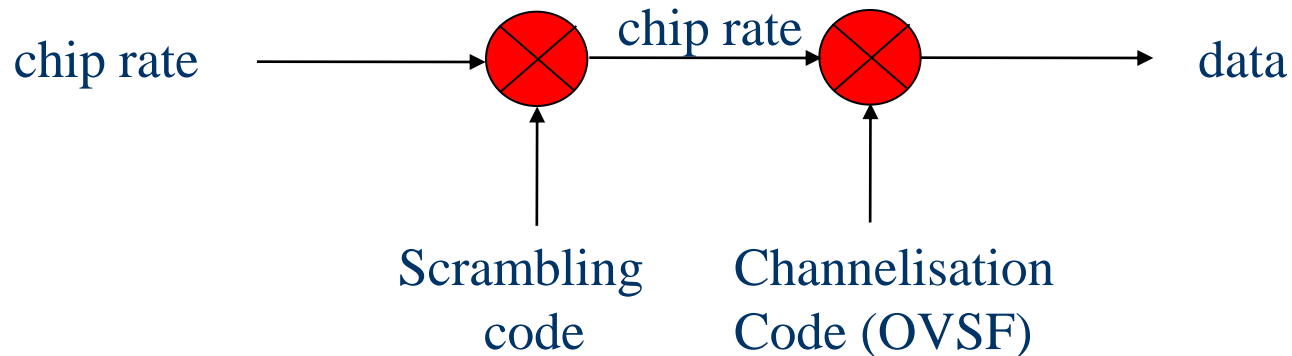 chip rate
chip rate
data
Scrambling
code
Channelisation
Code (OVSF)